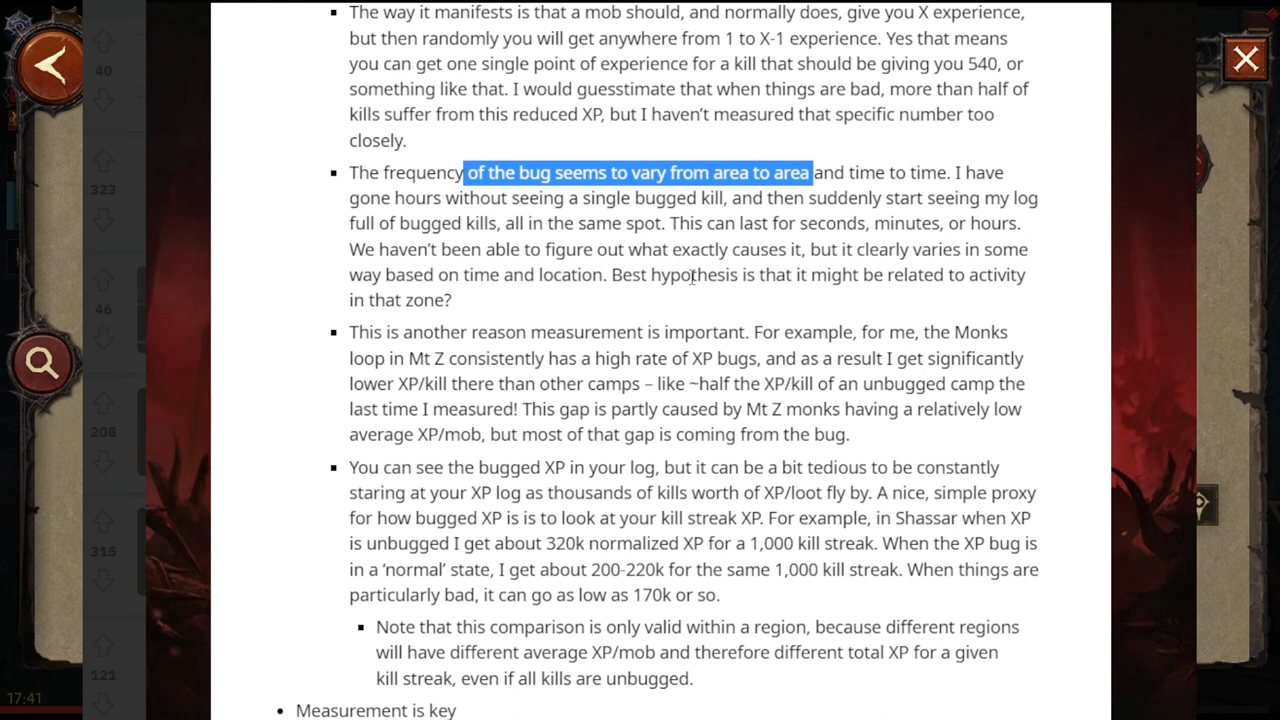 The way it manifests is that a mob should, and normally does, give you X experience,
but then randomly you will get anywhere from 1 to X-1 experience. Yes that means
you can get one single point of experience for a kill that should be giving you 540, or
something like that. I would guesstimate that when things are bad, more than half of
kills suffer from this reduced XP, but I haven’t measured that specific number too
closely.
The frequency of the bug seems to vary from area to area and time to time. I have
gone hours without seeing a single bugged kill, and then suddenly start seeing my log
full of bugged kills, all in the same spot. This can last for seconds, minutes, or hours.
We haven’t been able to figure out what exactly causes it, but it clearly varies in some
way based on time and location. Best hypothesis is that it might be related to activity
in that zone?
This is another reason measurement is important. For example, for me, the Monks
loop in Mt Z consistently has a high rate of XP bugs, and as a result I get significantly
lower XP/kill there than other camps – like ~half the XP/kill of an unbugged camp the
last time I measured! This gap is partly caused by Mt Z monks having a relatively low
average XP/mob, but most of that gap is coming from the bug.
You can see the bugged XP in your log, but it can be a bit tedious to be constantly
staring at your XP log as thousands of kills worth of XP/loot fly by. A nice, simple proxy
for how bugged XP is is to look at your kill streak XP. For example, in Shassar when XP
is unbugged I get about 320k normalized XP for a 1,000 kill streak. When the XP bug is
in a ‘normal’ state, I get about 200-220k for the same 1,000 kill streak. When things are
particularly bad, it can go as low as 170k or so.
Note that this comparison is only valid within a region, because different regions
will have different average XP/mob and therefore different total XP for a given
kill streak, even if all kills are unbugged.
Measurement is key
40
323
46
208
315
121
17:41